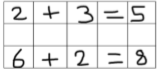 2 + 3 = 5
6 + 2 = 8